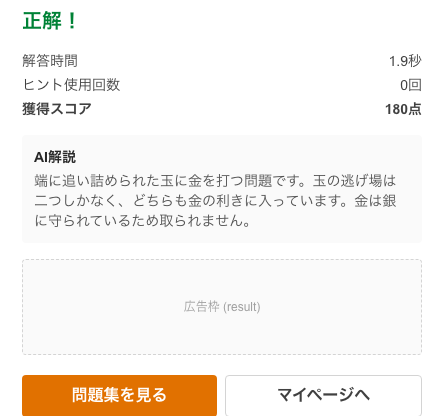 正解！
解答時間 1.9秒
ヒント使用回数 0回
獲得スコア 180点
AI解説
端に追い詰められた玉に金を打つ問題です。玉の逃げ場は
二つしかなく、どちらも金の利きに入っています。金は銀
に守られているため取られません。
広告枠 (result)
問題集を見る マイページへ